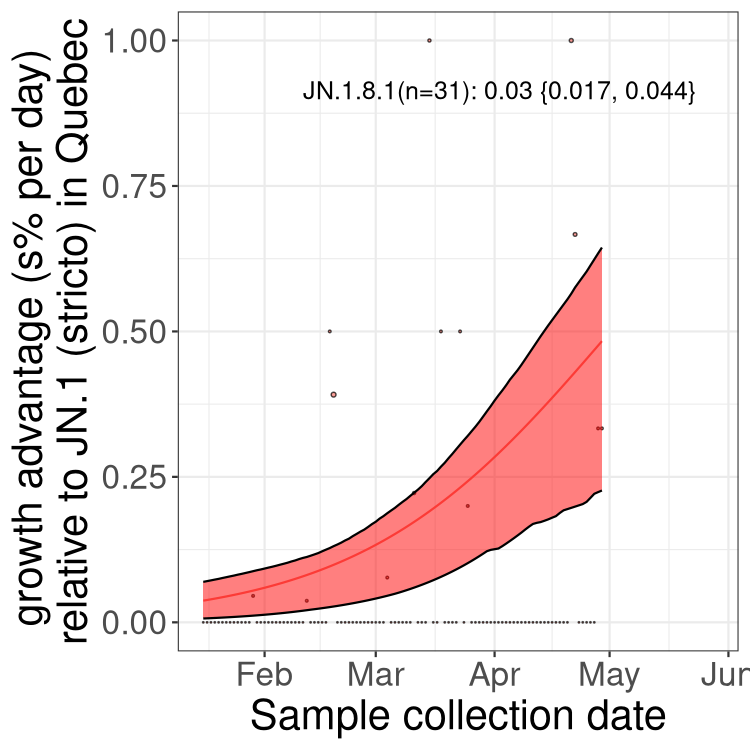 growth advantage (s% per day)
relative to JN.1 (stricto) in Quebec
1.00
0.75
0.50
0.25
0.00
JN.1.8.1(n=31): 0.03 {0.017, 0.044}
Feb Mar Apr May Jun
Sample collection date